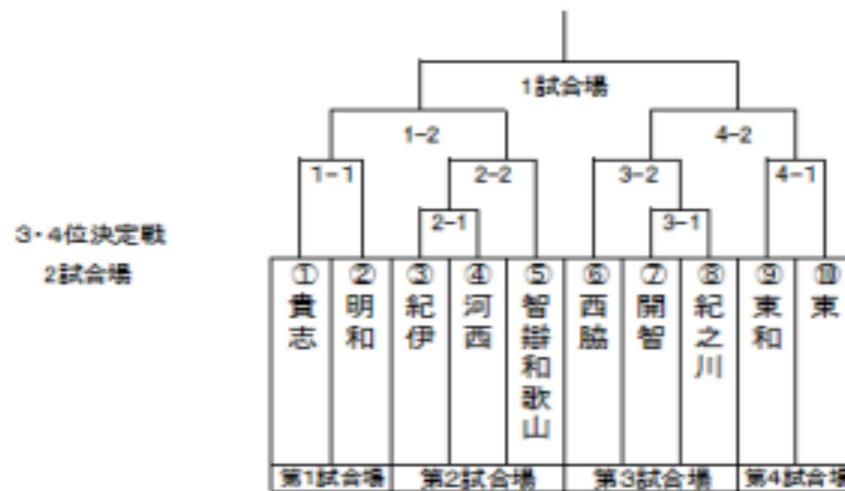 1試合場
1-2
4-2
1-1
2-2
3-2
4-1
2-1
3-1
3・4位決定戦
2試合場
①貴志
②明和
③紀伊
④河西
⑤智辯和歌山
⑥西脇
⑦開智
⑧紀之川
⑨東和
⑩東
第1試合場
第2試合場
第3試合場
第4試合場